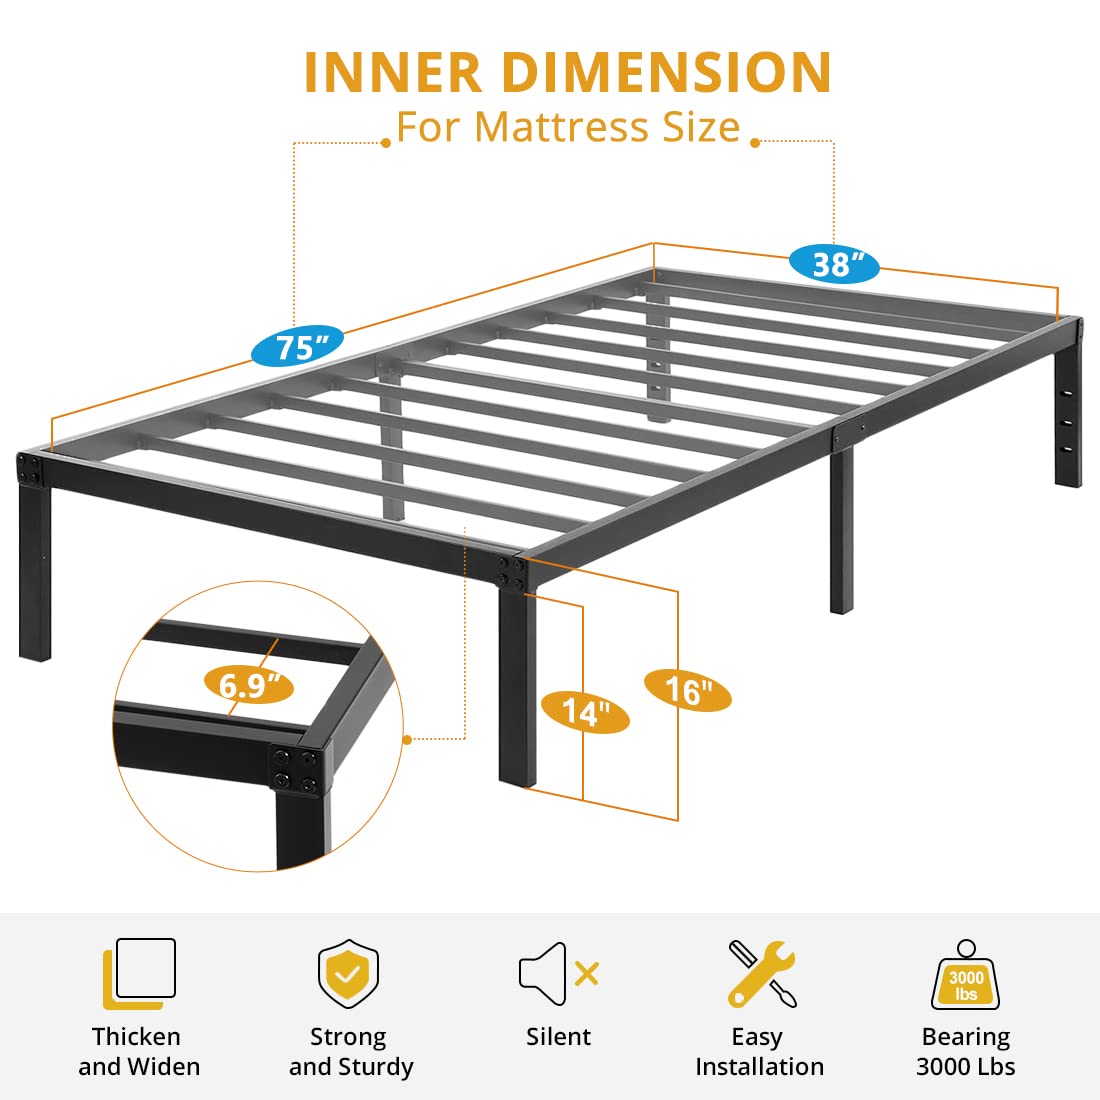 INNER DIMENSION
For Mattress Size
38”
75”
6.9”
14"
16"
Thicken
and Widen
Strong
and Sturdy
Silent
Easy
Installation
3000
lbs
Bearing
3000 Lbs